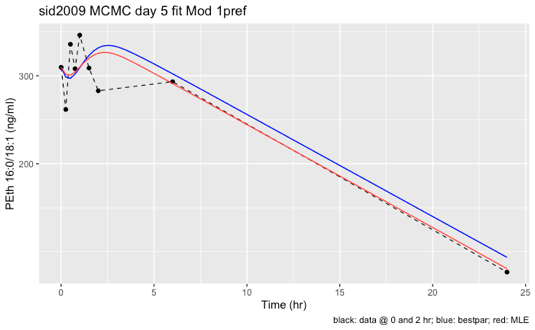 sid2009 MCMC day 5 fit Mod 1pref
PEth 16:0/18:1 (ng/ml)
300
200
0
5
10
15
20
25
Time (hr)
black: data @ 0 and 2 hr; blue: bestpar; red: MLE